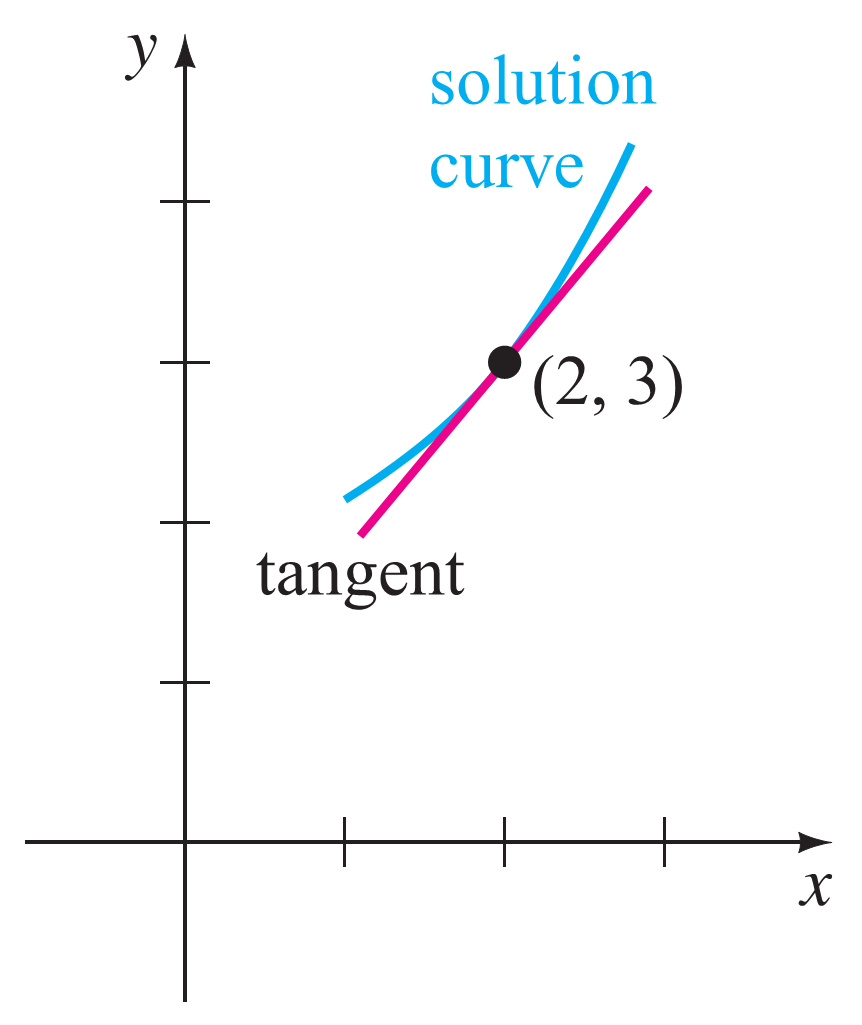 y
solution
curve
(2, 3)
tangent
x